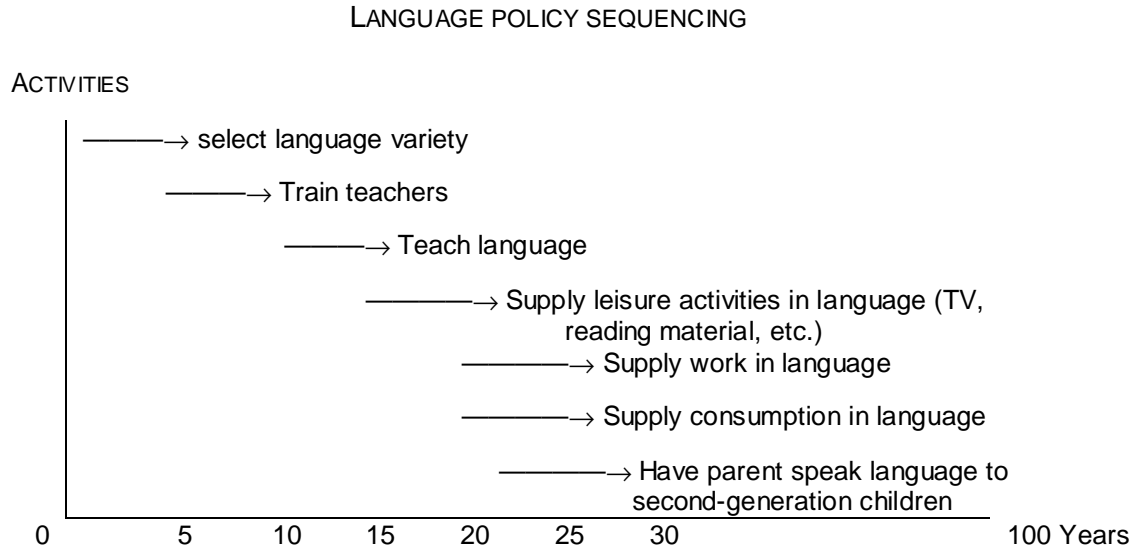 LANGUAGE POLICY SEQUENCING
ACTIVITIES
select language variety
Train teachers
Teach language
Supply leisure activities in language (TV,
reading material, etc.)
Supply work in language
Supply consumption in language
Have parent speak language to
second-generation children
0 5 10 15 20 25 30 100 Years